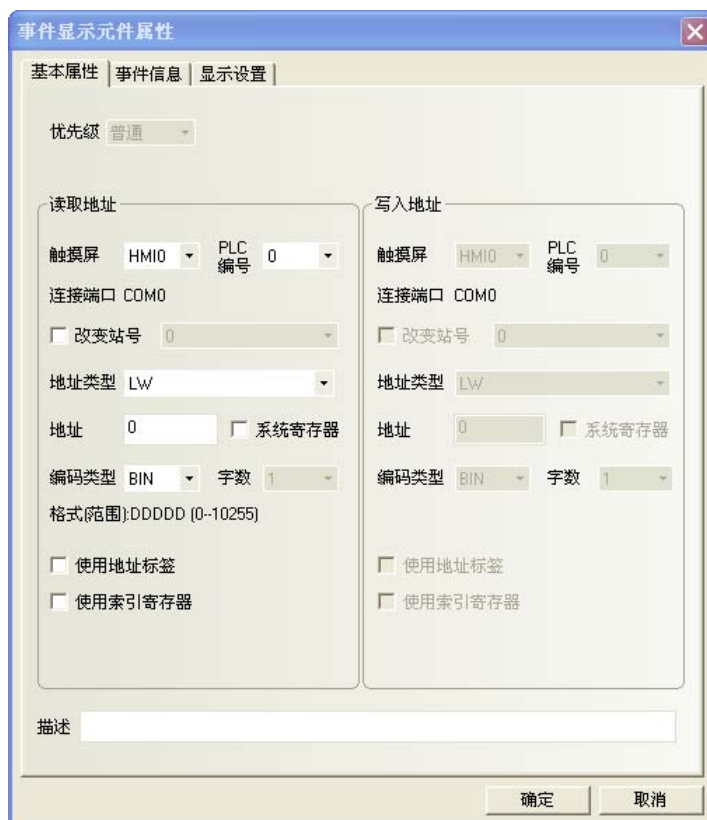 事件显示元件属性
基本属性 事件信息 显示设置
优先级 普通
读取地址
触摸屏 HMI0 PLC编号 0
连接端口 COM0
改变站号 0
地址类型 LW
地址 0 系统寄存器
编码类型 BIN 字数 1
格式(范围):DDDDD (0--10255)
使用地址标签
使用索引寄存器
写入地址
触摸屏 HMI0 PLC编号 0
连接端口 COM0
改变站号 0
地址类型 LW
地址 0 系统寄存器
编码类型 BIN 字数 1
使用地址标签
使用索引寄存器
描述
确定 取消